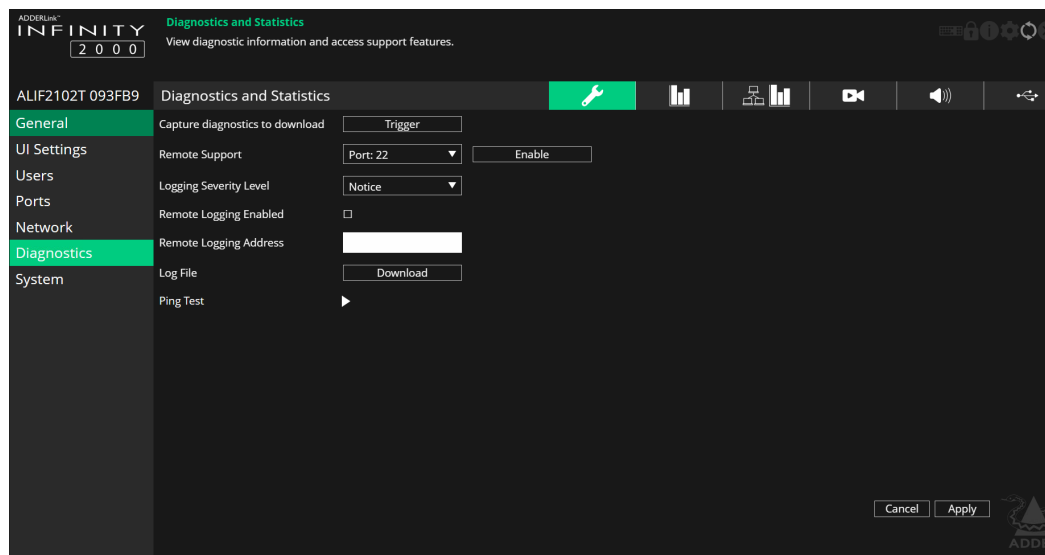 ADDERLink™
INFINITY
2000
Diagnostics and Statistics
View diagnostic information and access support features.
ALIF2102T 093FB9
Diagnostics and Statistics
General
UI Settings
Users
Ports
Network
Diagnostics
System
Capture diagnostics to download
Trigger
Remote Support
Port: 22
Enable
Logging Severity Level
Notice
Remote Logging Enabled
Remote Logging Address
Log File
Download
Ping Test
Cancel
Apply